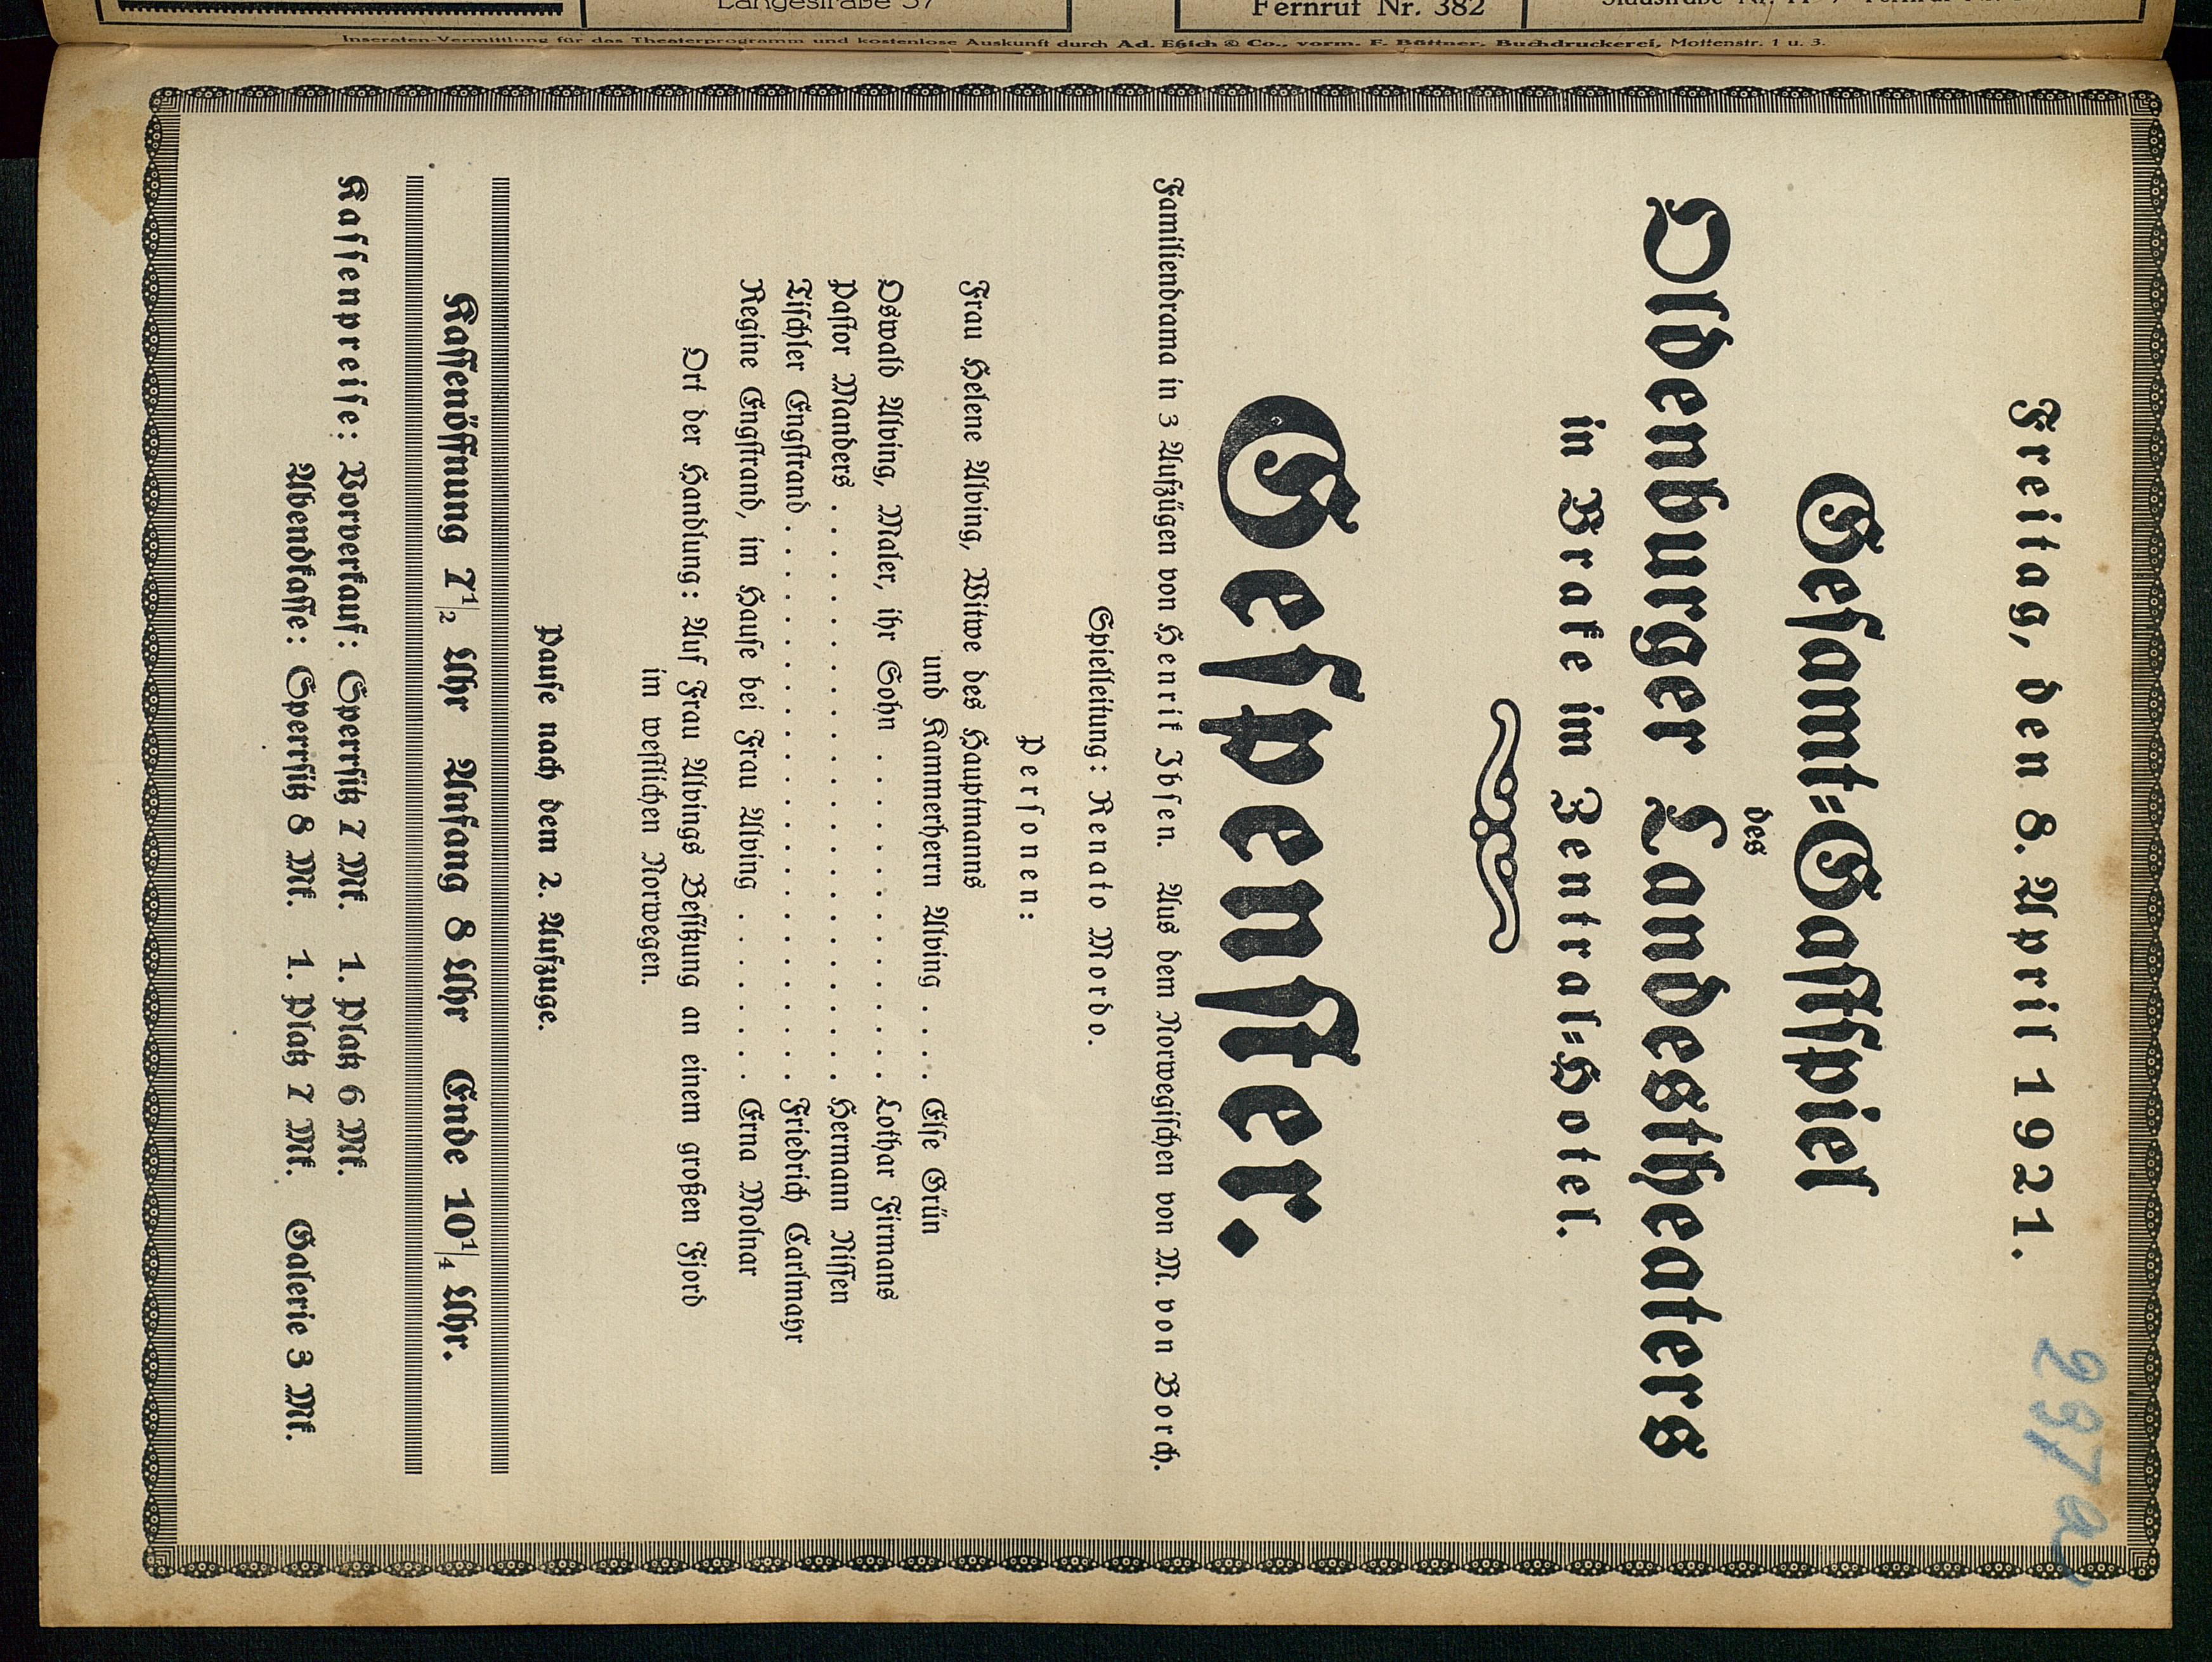 Langestraße 37
Fernruf Nr. 382
Inseraten-Vermittlung für das Theaterprogramm und kostenlose Auskunft durch Ad. Eßich & Co., vorm. F. Büttner, Buchdruckerei, Mottenstr. 1 u. 3.
297a
Freitag, den 8. April 1921.
Gesamt-Gastspiel
des
Oldenburger Landestheaters
in Brake im Zentral-Hotel.
Gespenster.
Familiendrama in 3 Aufzügen von Henrik Ibsen. Aus dem Norwegischen von M. von Borch.
Spielleitung: Renato Mordo.
Personen:
Frau Helene Alving, Witwe des Hauptmanns
und Kammerherrn Alving . . . . Else Grün
Oswald Alving, Maler, ihr Sohn . . . . . . . . . . . . . . . . Lothar Firmans
Pastor Manders . . . . . . . . . . . . . . . . . . . . . . . . . . . Hermann Nissen
Tischler Engstrand . . . . . . . . . . . . . . . . . . . . . . . . . . Friedrich Carlmayr
Regine Engstrand, im Hause bei Frau Alving . . . . . . . . Erna Molnar
Ort der Handlung: Auf Frau Alvings Besitzung an einem großen Fjord
im westlichen Norwegen.
Pause nach dem 2. Aufzuge.
Kassenöffnung 7 1/2 Uhr Anfang 8 Uhr Ende 10 1/4 Uhr.
Kassenpreise: Vorverkauf: Sperrsitz 7 Mk. 1. Platz 6 Mk.
Abendkasse: Sperrsitz 8 Mk. 1. Platz 7 Mk. Galerie 3 Mk.